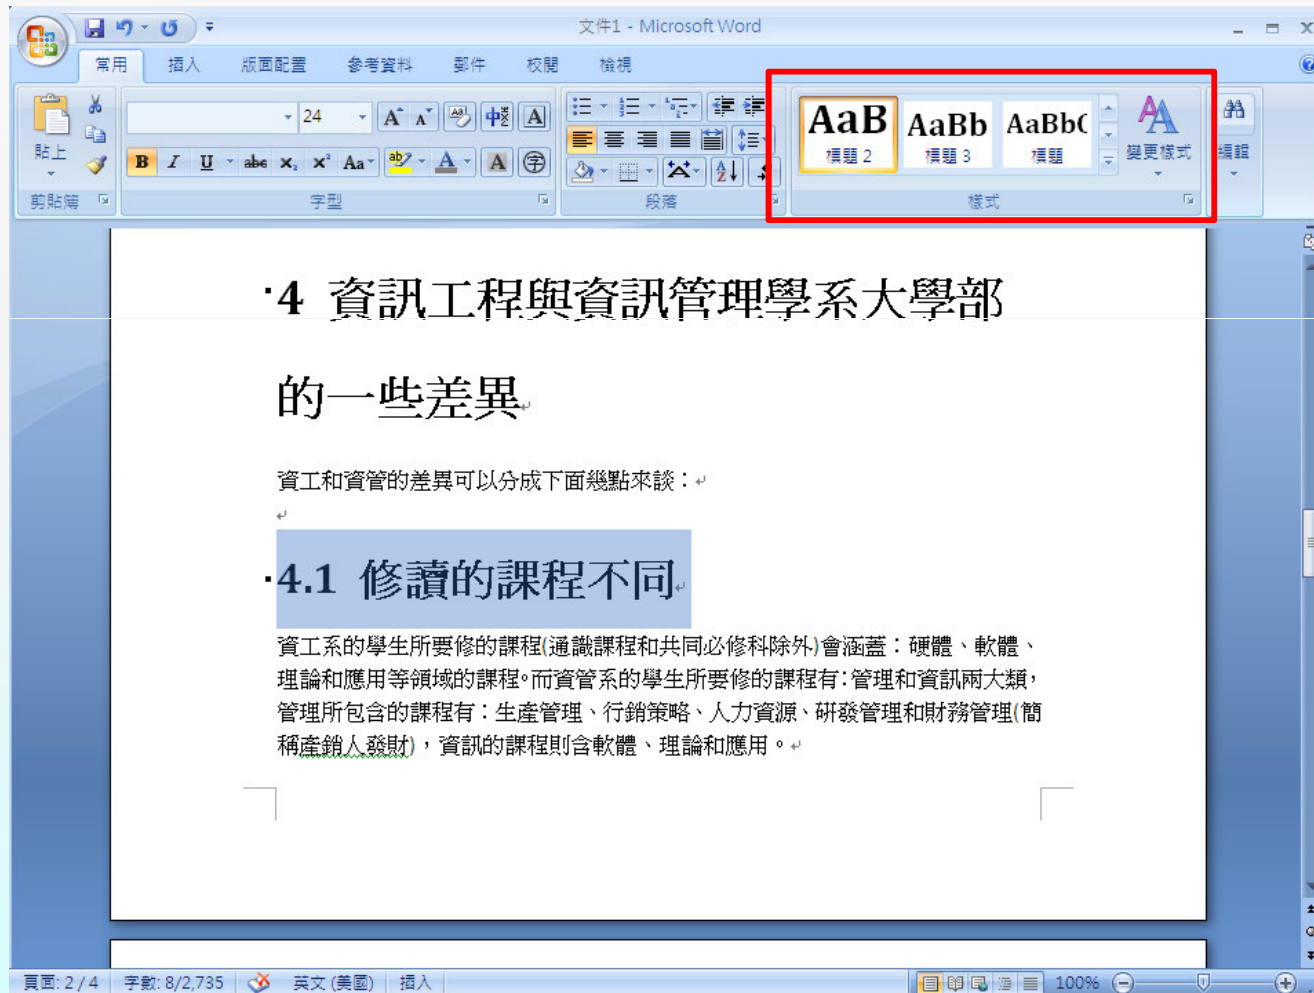 文件1 - Microsoft Word
常用 插入 版面配置 參考資料 郵件 校閱 檢視
24
貼上
B I U abc x₂ x² Aa ab A A 字
AaB AaBb AaBbC
標題 2 標題 3 標題
變更樣式 編輯
剪貼簿 字型 段落 樣式
4 資訊工程與資訊管理學系大學部
的一些差異
資工和資管的差異可以分成下面幾點來談：
4.1 修讀的課程不同
資工系的學生所要修的課程(通識課程和共同必修科除外)會涵蓋：硬體、軟體、
理論和應用等領域的課程。而資管系的學生所要修的課程有：管理和資訊兩大類，
管理所包含的課程有：生產管理、行銷策略、人力資源、研發管理和財務管理(簡
稱產銷人發財)，資訊的課程則含軟體、理論和應用。
頁面: 2 / 4 字數: 8/2,735 英文 (美國) 插入 100%